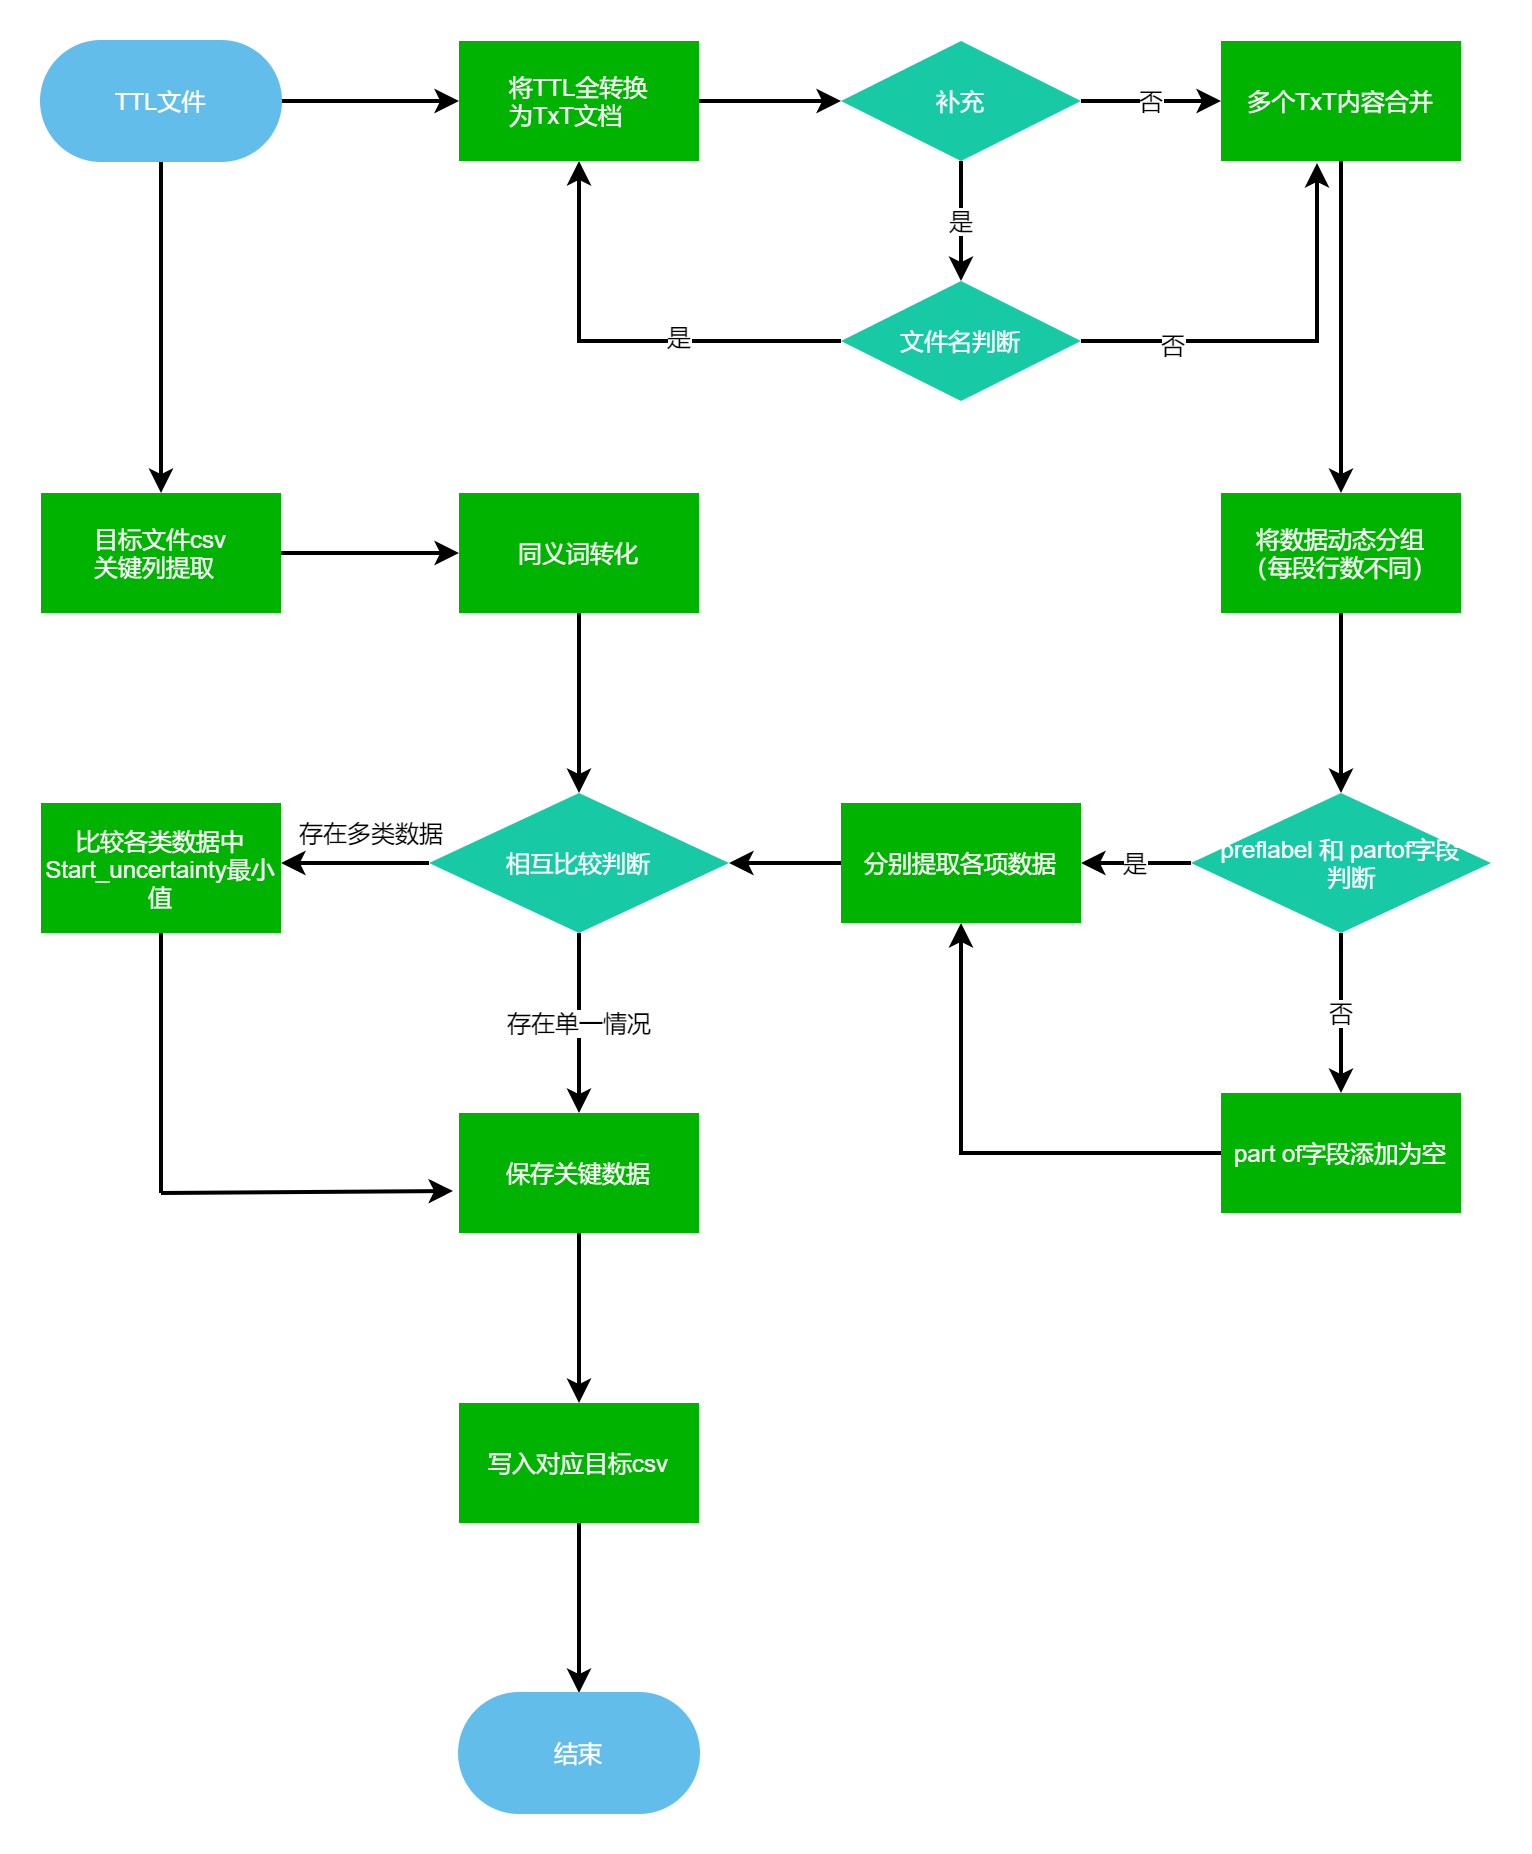 TTL文件
将TTL全转换
为TxT文档
补充
否
多个TxT内容合并
是
是
文件名判断
否
目标文件csv
关键列提取
同义词转化
将数据动态分组
（每段行数不同）
比较各类数据中
Start_uncertainty最小
值
存在多类数据
相互比较判断
分别提取各项数据
是
preflabel 和 partof字段
判断
存在单一情况
否
保存关键数据
part of字段添加为空
写入对应目标csv
结束